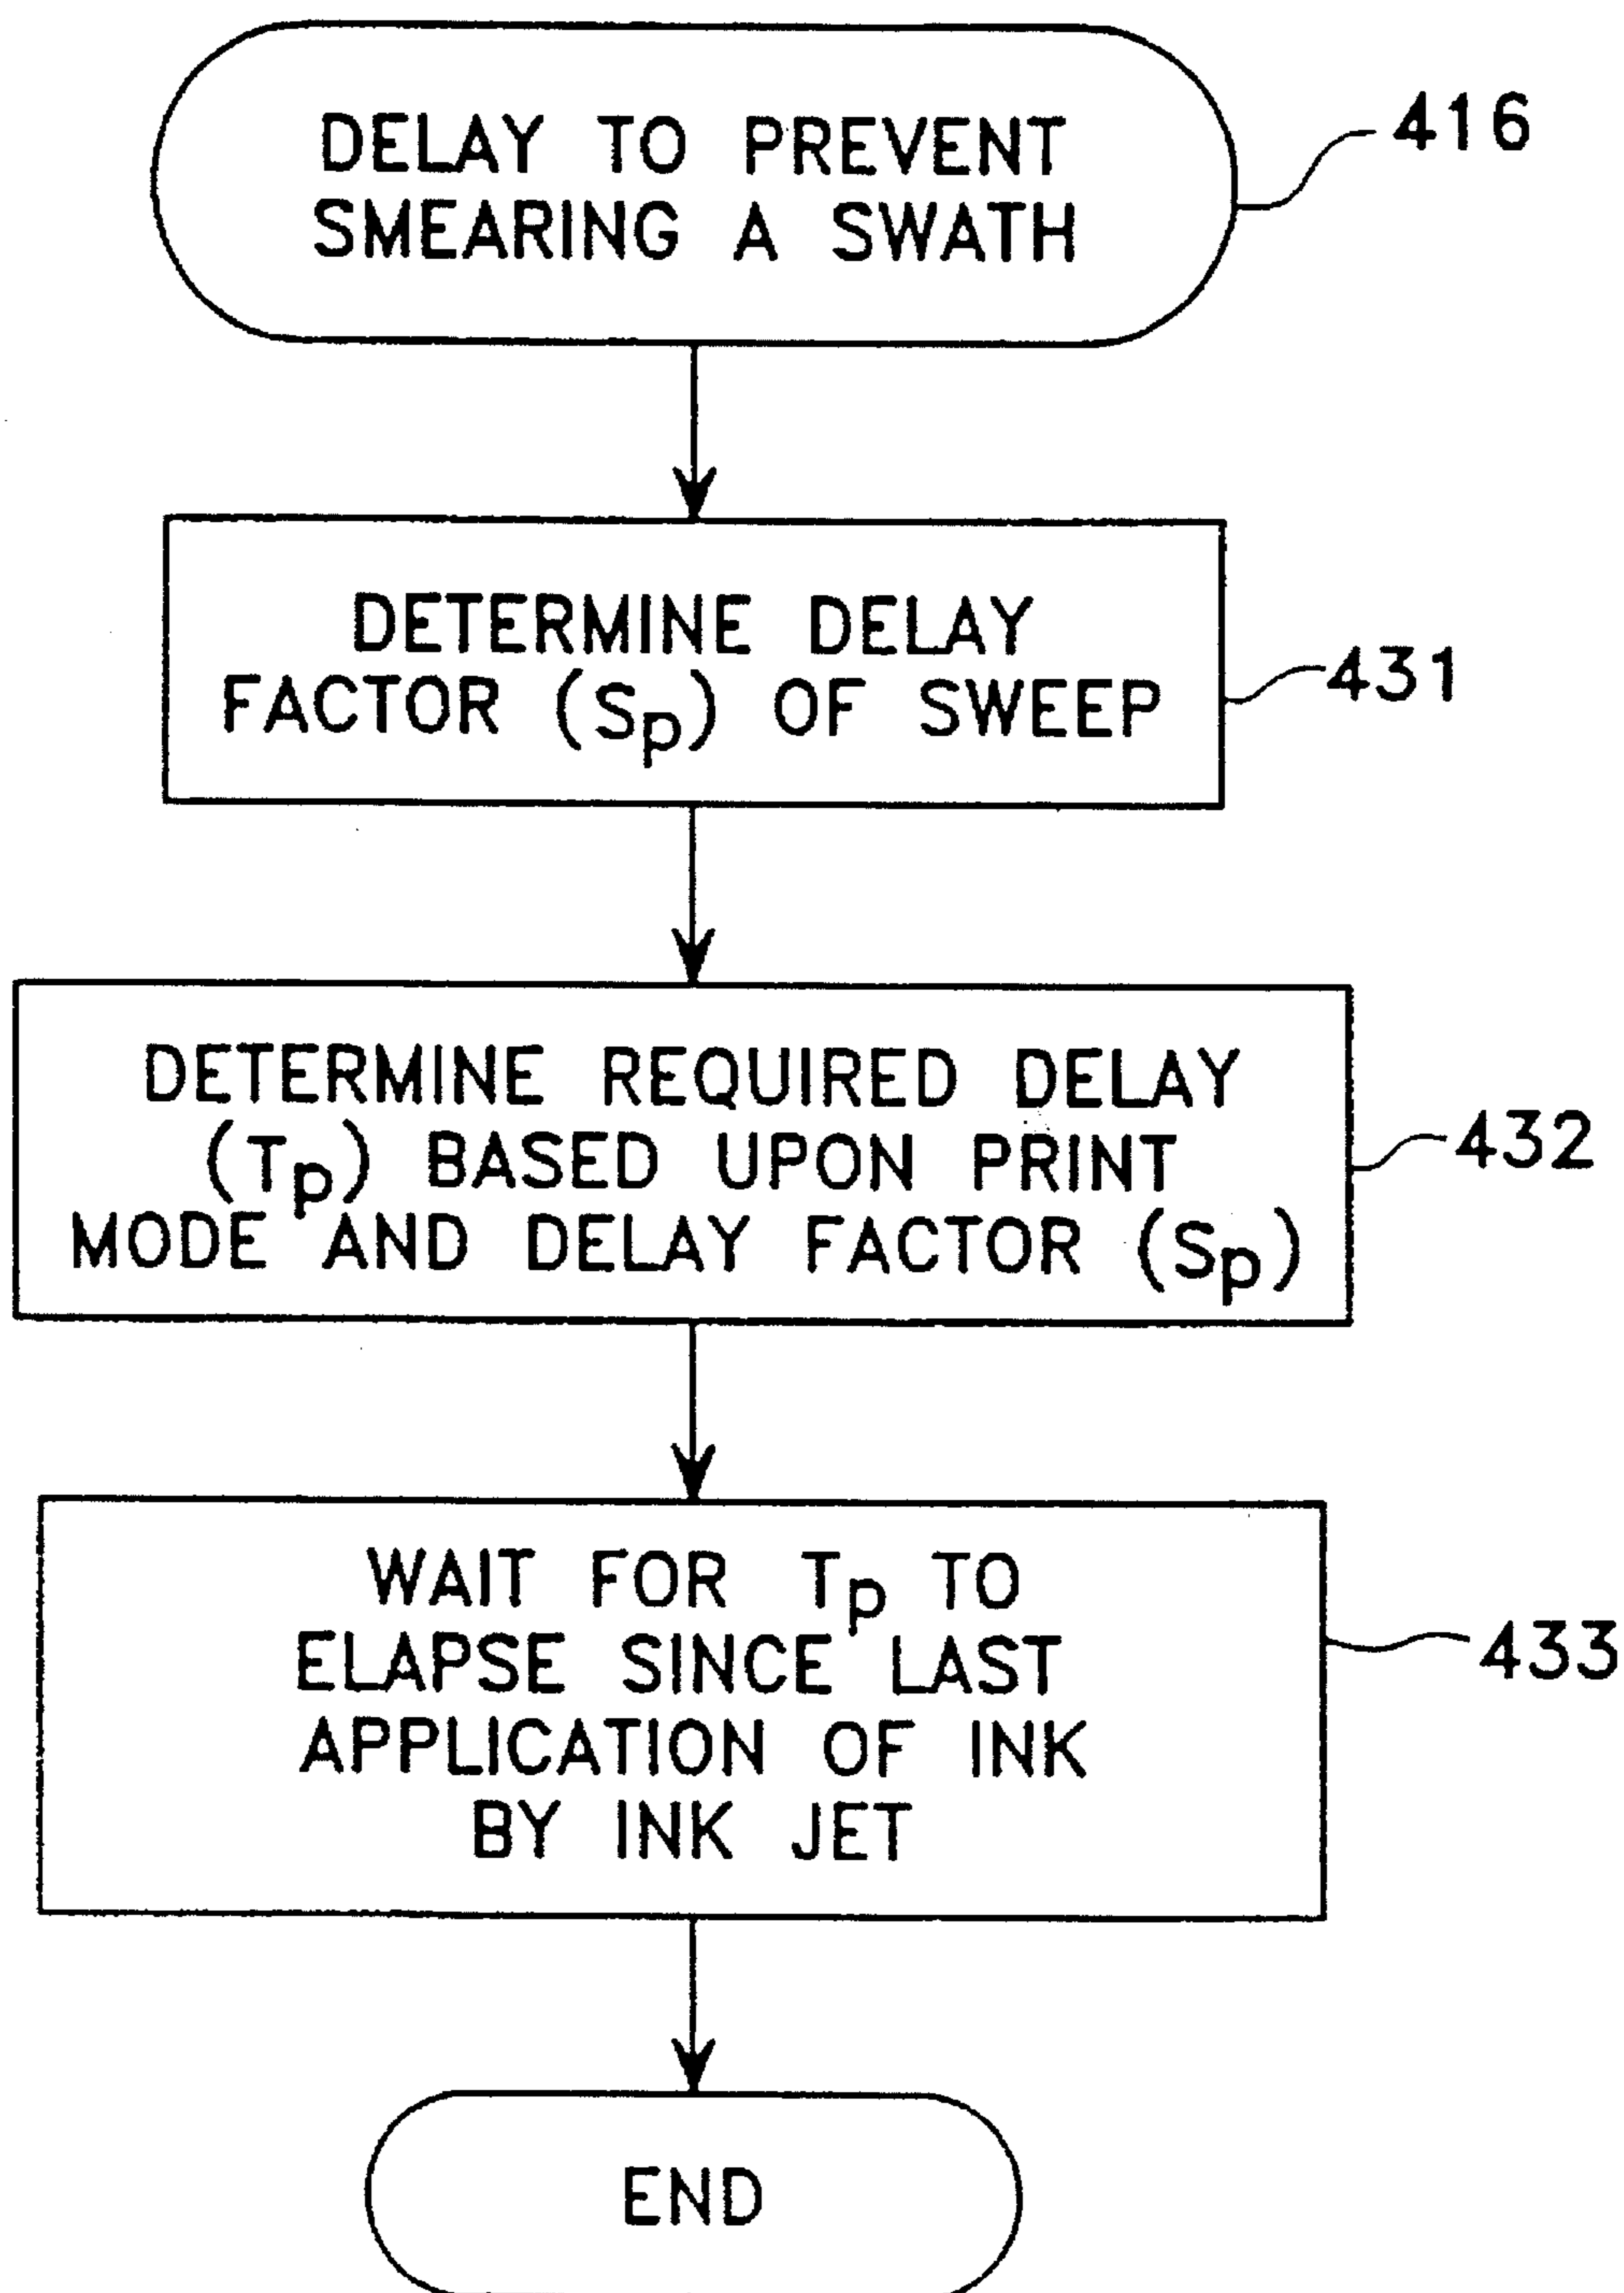 DELAY TO PREVENT
SMEARING A SWATH
416
DETERMINE DELAY
FACTOR (Sp) OF SWEEP
431
DETERMINE REQUIRED DELAY
(Tp) BASED UPON PRINT
MODE AND DELAY FACTOR (Sp)
432
WAIT FOR Tp TO
ELAPSE SINCE LAST
APPLICATION OF INK
BY INK JET
433
END